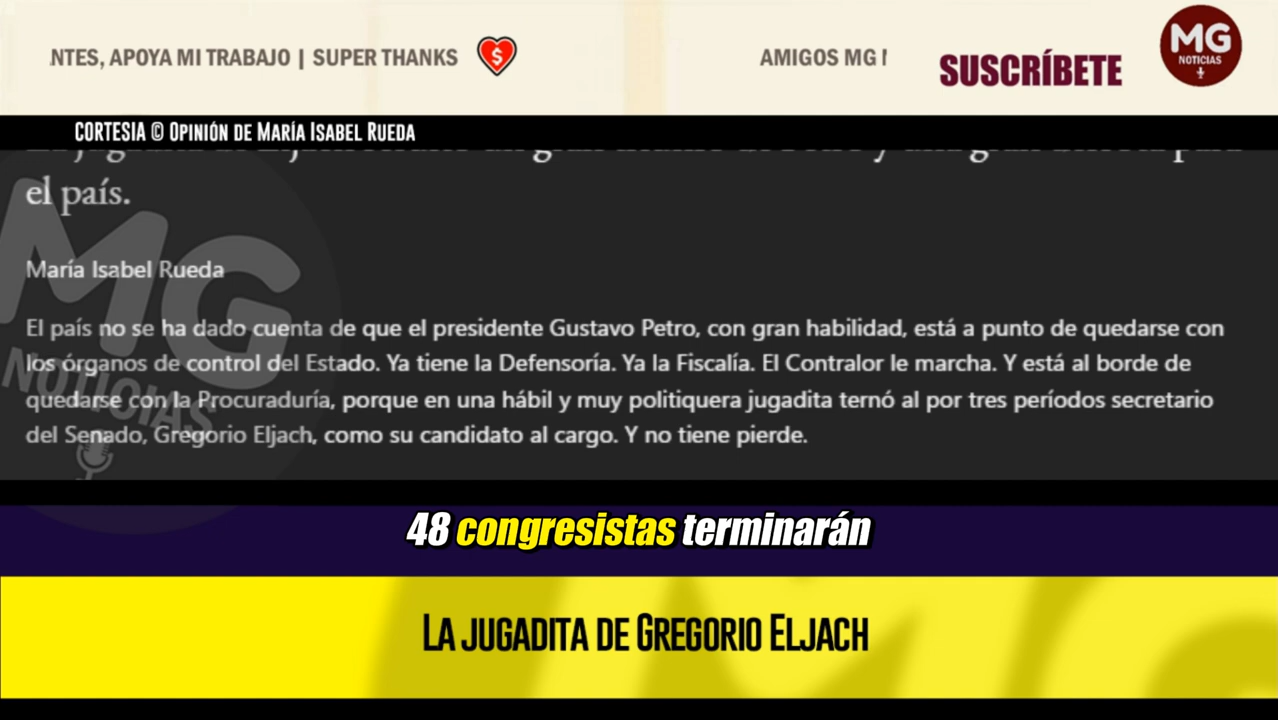 NTES, APOYA MI TRABAJO | SUPER THANKS
AMIGOS MG
SUSCRÍBETE
MG
NOTICIAS
CORTESIA © OPINIÓN DE MARÍA ISABEL RUEDA
el país.
María Isabel Rueda
El país no se ha dado cuenta de que el presidente Gustavo Petro, con gran habilidad, está a punto de quedarse con
los órganos de control del Estado. Ya tiene la Defensoría. Ya la Fiscalía. El Contralor le marcha. Y está al borde de
quedarse con la Procuraduría, porque en una hábil y muy politiquera jugadita ternó al por tres períodos secretario
del Senado, Gregorio Eljach, como su candidato al cargo. Y no tiene pierde.
MG
NOTICIAS
48 congresistas terminarán
LA JUGADITA DE GREGORIO ELJACH